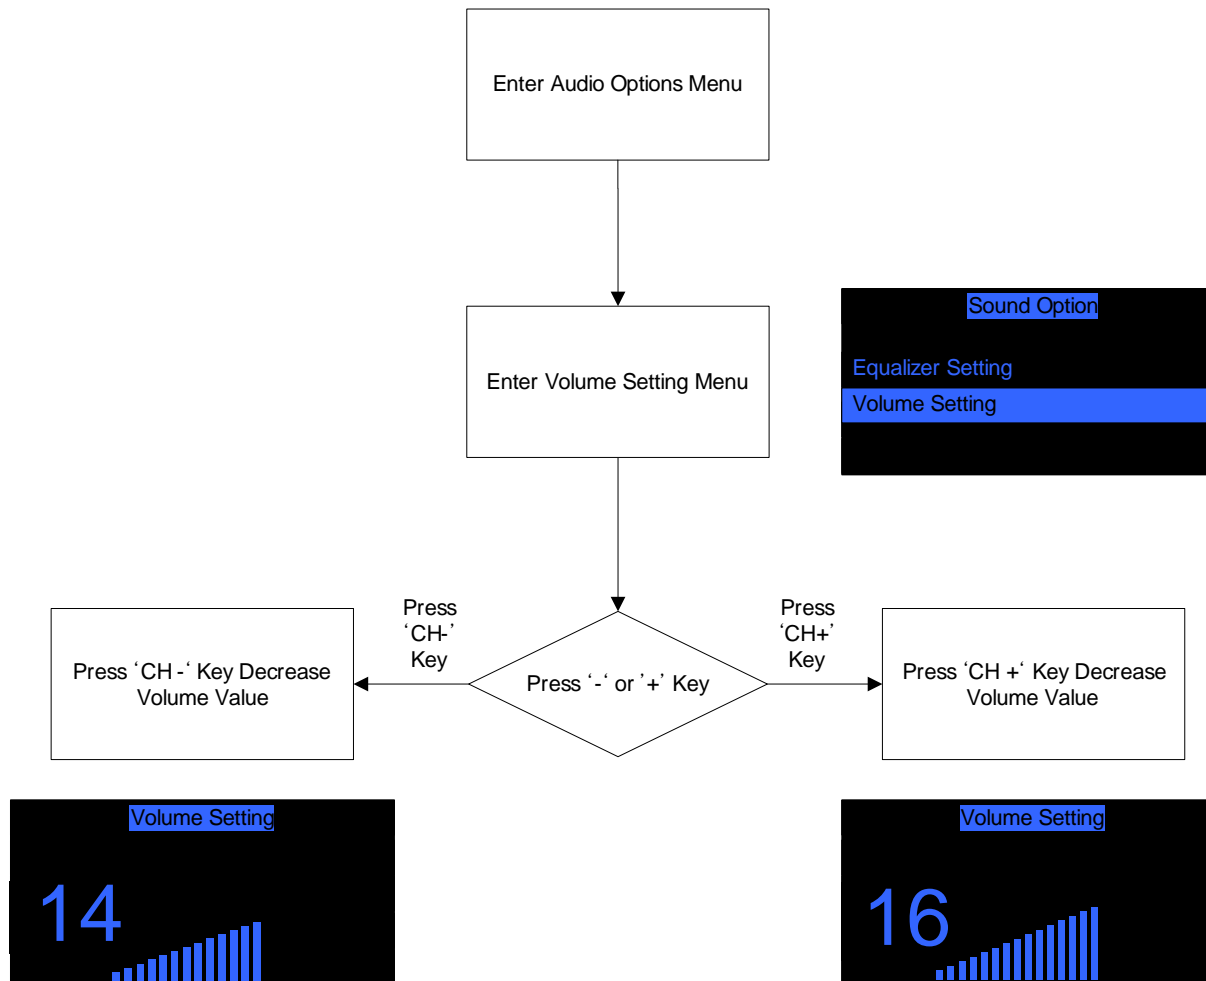 Enter Audio Options Menu
Sound Option
Enter Volume Setting Menu
Equalizer Setting
Volume Setting
Press
‘CH-’
Key
Press
‘CH+’
Key
Press ‘CH -‘ Key Decrease
Volume Value
Press ‘-‘ or ’+’ Key
Press ‘CH +‘ Key Decrease
Volume Value
Volume Setting
14
Volume Setting
16